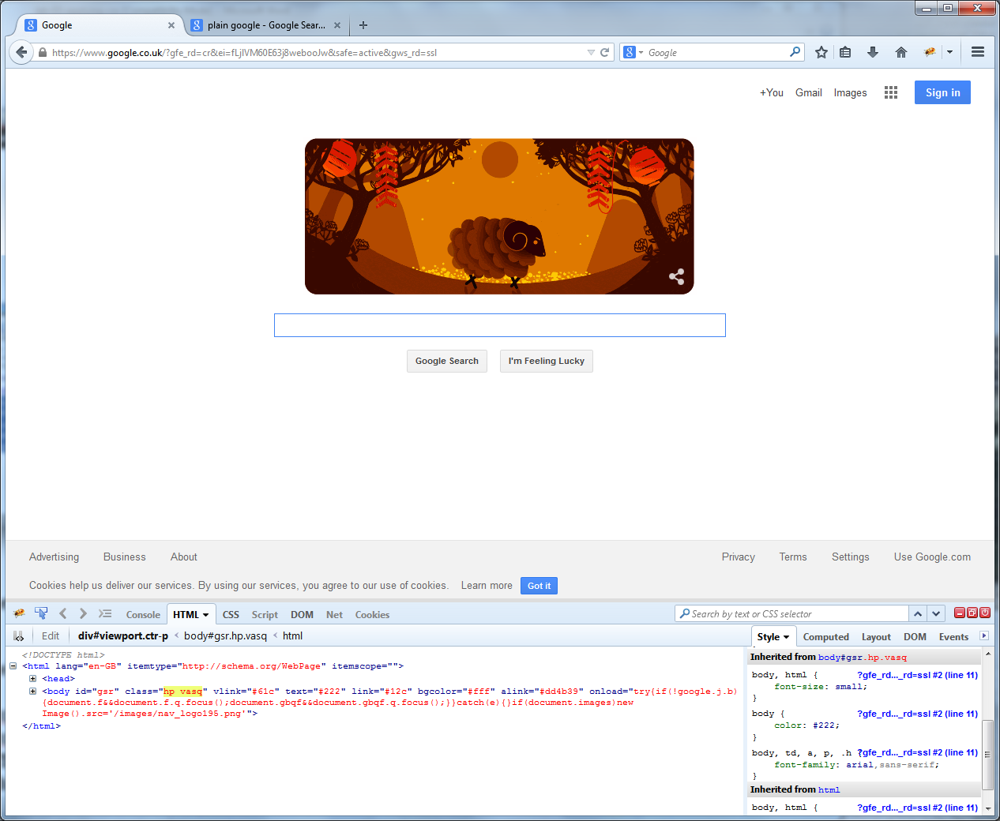 Google
plain google - Google Sear...
https://www.google.co.uk/?gfe_rd=cr&ei=fLjIVM60E63j8webooJw&safe=active&gws_rd=ssl
Google
+You Gmail Images Sign in
Google Search I'm Feeling Lucky
Advertising Business About Privacy Terms Settings Use Google.com
Cookies help us deliver our services. By using our services, you agree to our use of cookies. Learn more Got it
Console HTML CSS Script DOM Net Cookies Search by text or CSS selector
Edit div#viewport.ctr-p < body#gsr.hp.vasq < html
Style Computed Layout DOM Events
<!DOCTYPE html>
<html lang="en-GB" itemtype="http://schema.org/WebPage" itemscope="">
<head>
<body id="gsr" class="hp vasq" vlink="#61c" text="#222" link="#12c" bgcolor="#fff" alink="#dd4b39" onload="try{if(!google.j.b)
{document.f&&document.f.q.focus();document.gbqf&&document.gbqf.q.focus();}}catch(e){}if(document.images)new
Image().src='/images/nav_logo195.png'">
</html>
Inherited from body#gsr.hp.vasq
body, html { ?gfe_rd..._rd=ssl #2 (line 11)
font-size: small;
}
body { ?gfe_rd..._rd=ssl #2 (line 11)
color: #222;
}
body, td, a, p, .h { ?gfe_rd..._rd=ssl #2 (line 11)
font-family: arial,sans-serif;
}
Inherited from html
body, html { ?gfe_rd..._rd=ssl #2 (line 11)